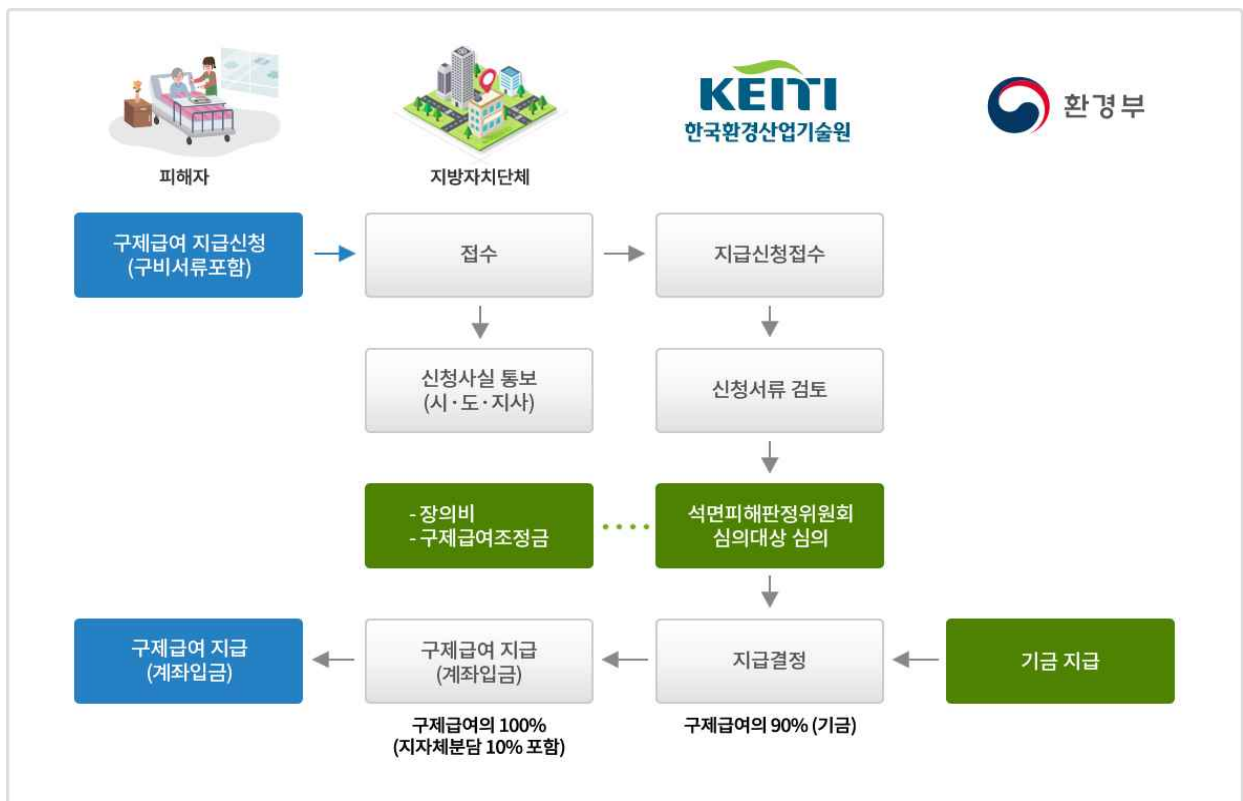 KEITI
한국환경산업기술원
환경부
피해자
지방자치단체
구제급여 지급신청
(구비서류포함)
접수
지급신청접수
신청사실 통보
(시·도·지사)
신청서류 검토
- 장의비
- 구제급여조정금
석면피해판정위원회
심의대상 심의
구제급여 지급
(계좌입금)
구제급여 지급
(계좌입금)
지급결정
기금 지급
구제급여의 100%
(지자체분담 10% 포함)
구제급여의 90% (기금)